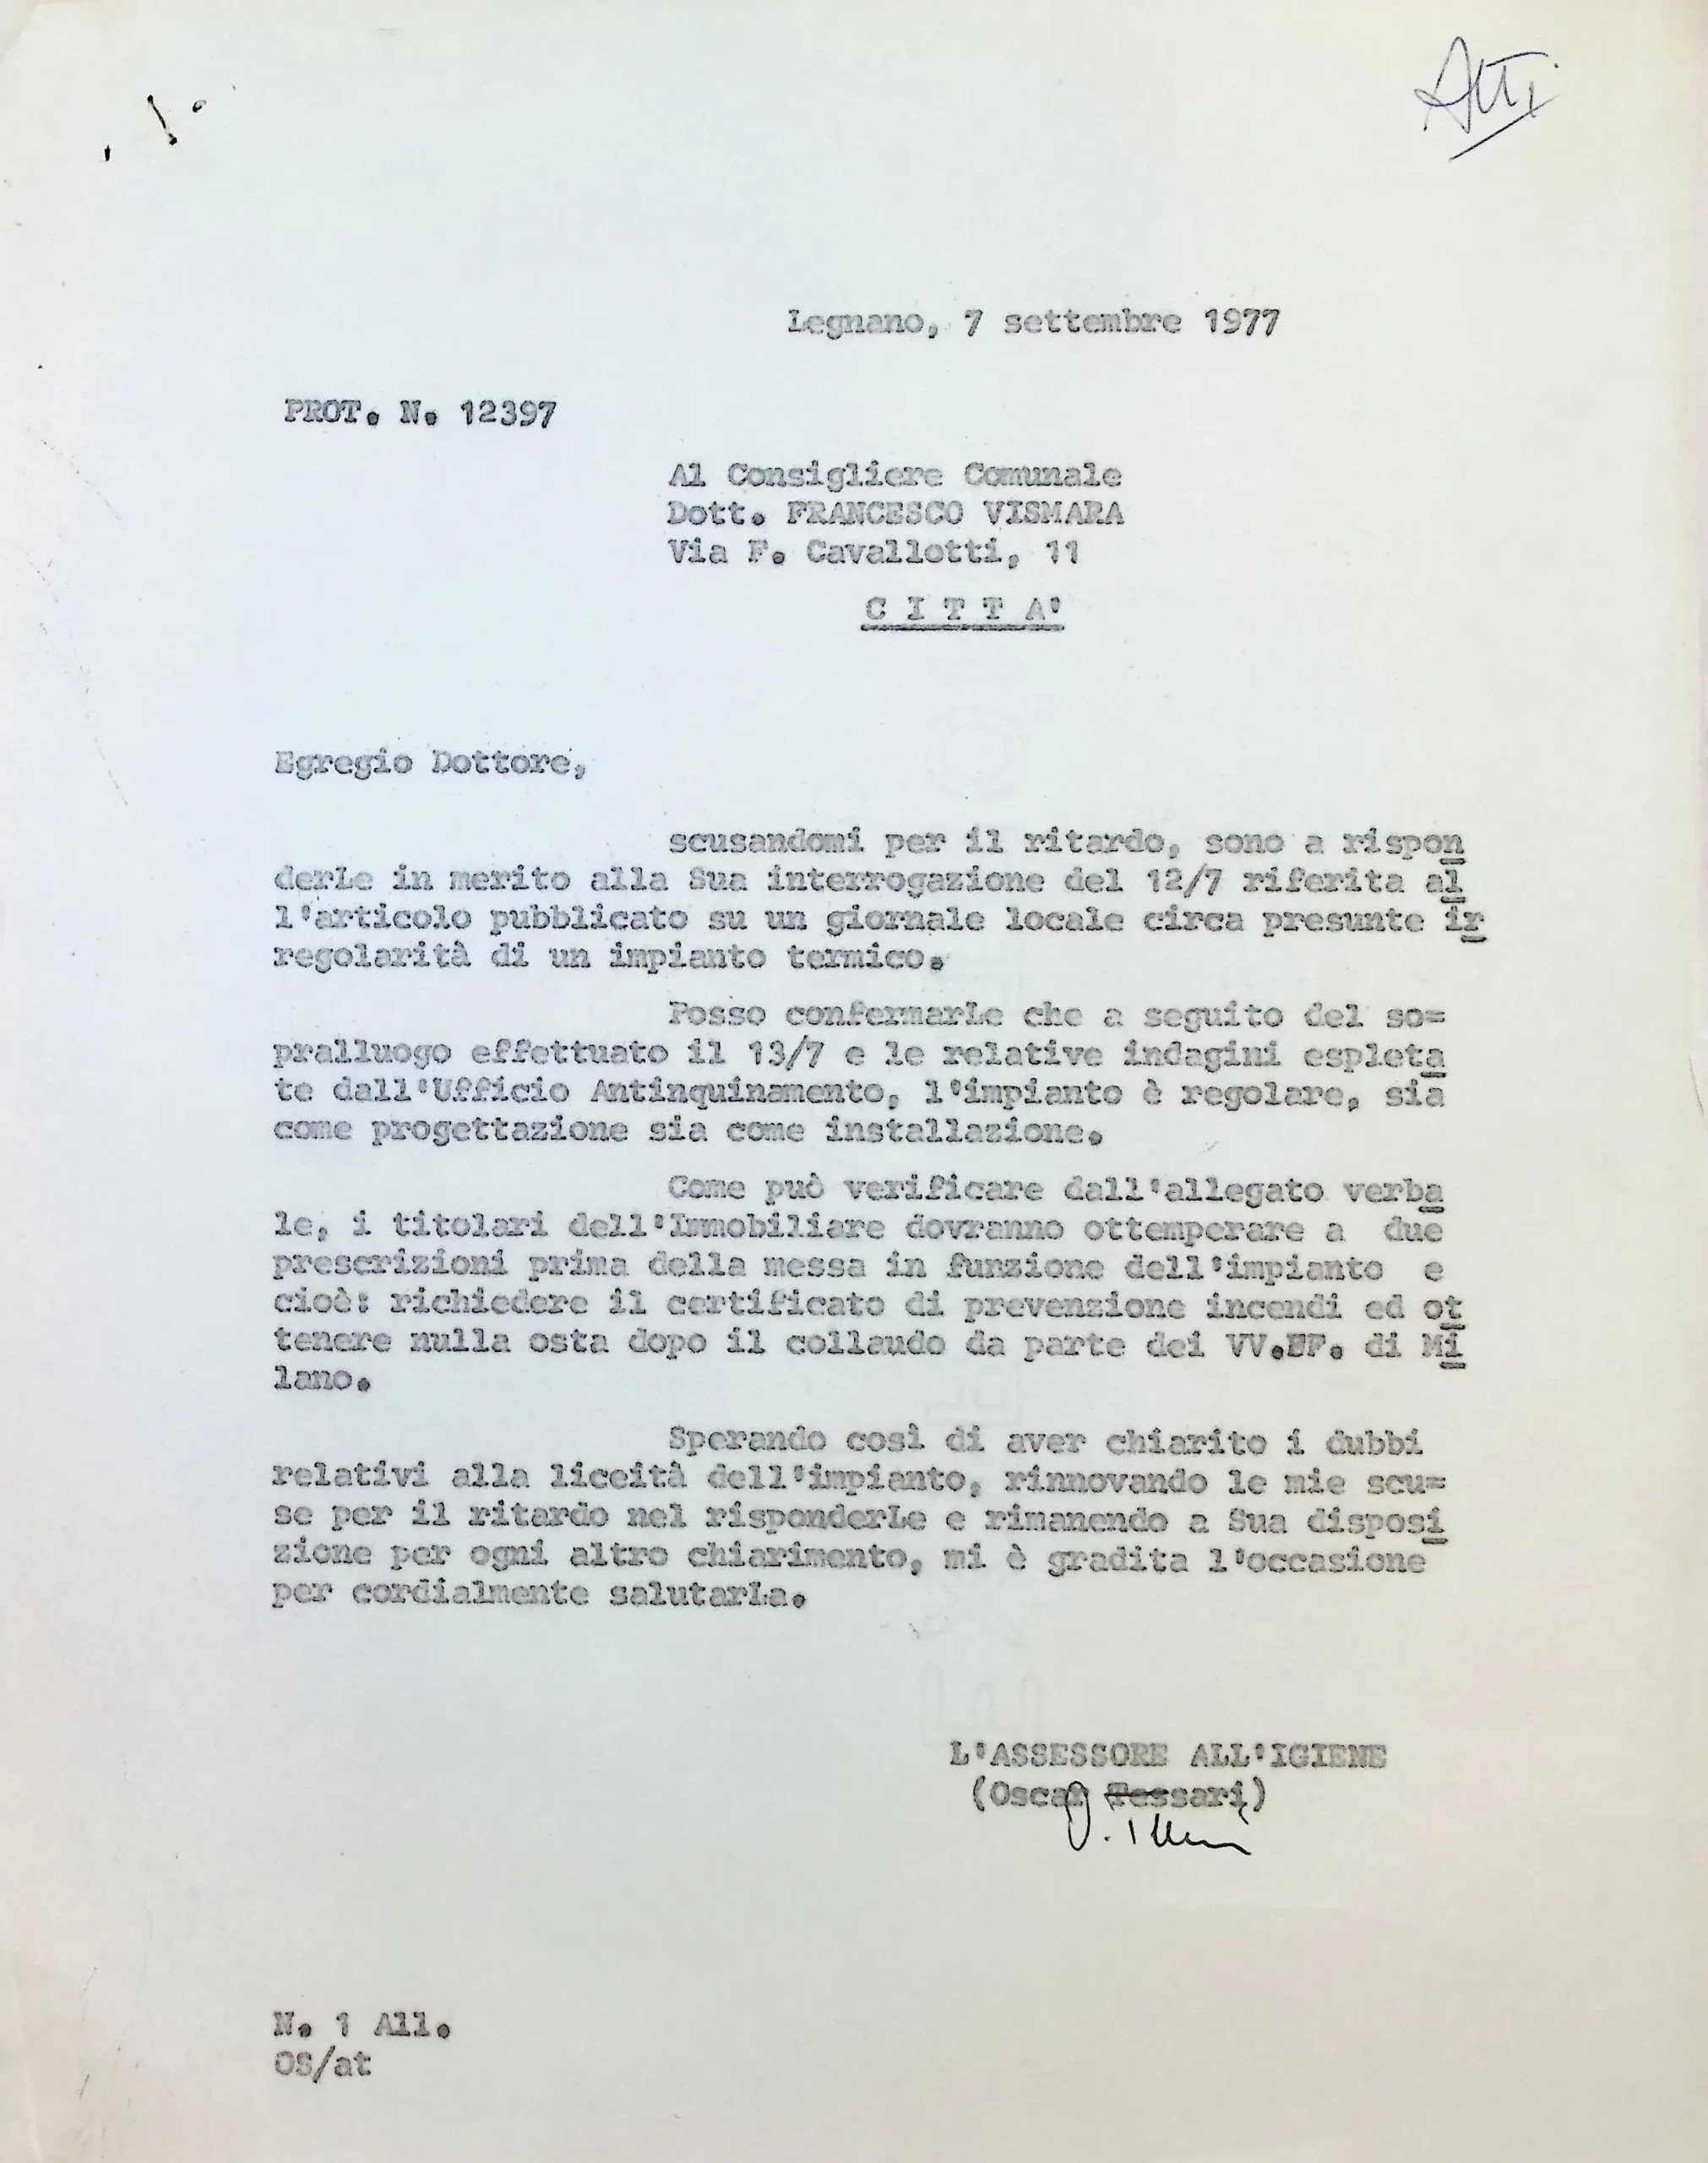 Atti
Legnano, 7 settembre 1977
PROT. N. 12397
Al Consigliere Comunale
Dott. FRANCESCO VISMARA
Via F. Cavallotti, 11
C I T T A'
Egregio Dottore,
scusandomi per il ritardo, sono a rispon
derLe in merito alla Sua interrogazione del 12/7 riferita al
l'articolo pubblicato su un giornale locale circa presunte ir
regolarità di un impianto termico.
Posso confermarLe che a seguito del so=
pralluogo effettuato il 13/7 e le relative indagini espleta
te dall'Ufficio Antinquinamento, l'impianto è regolare, sia
come progettazione sia come installazione.
Come può verificare dall'allegato verba
le, i titolari dell'Immobiliare dovranno ottemperare a due
prescrizioni prima della messa in funzione dell'impianto e
cioè: richiedere il certificato di prevenzione incendi ed ot
tenere nulla osta dopo il collaudo da parte dei VV.FF. di Mi
lano.
Sperando così di aver chiarito i dubbi
relativi alla liceità dell'impianto, rinnovando le mie scu=
se per il ritardo nel risponderLe e rimanendo a Sua disposi
zione per ogni altro chiarimento, mi è gradita l'occasione
per cordialmente salutarLa.
L'ASSESSORE ALL'IGIENE
(Oscar Tessari)
N. 1 All.
OS/at